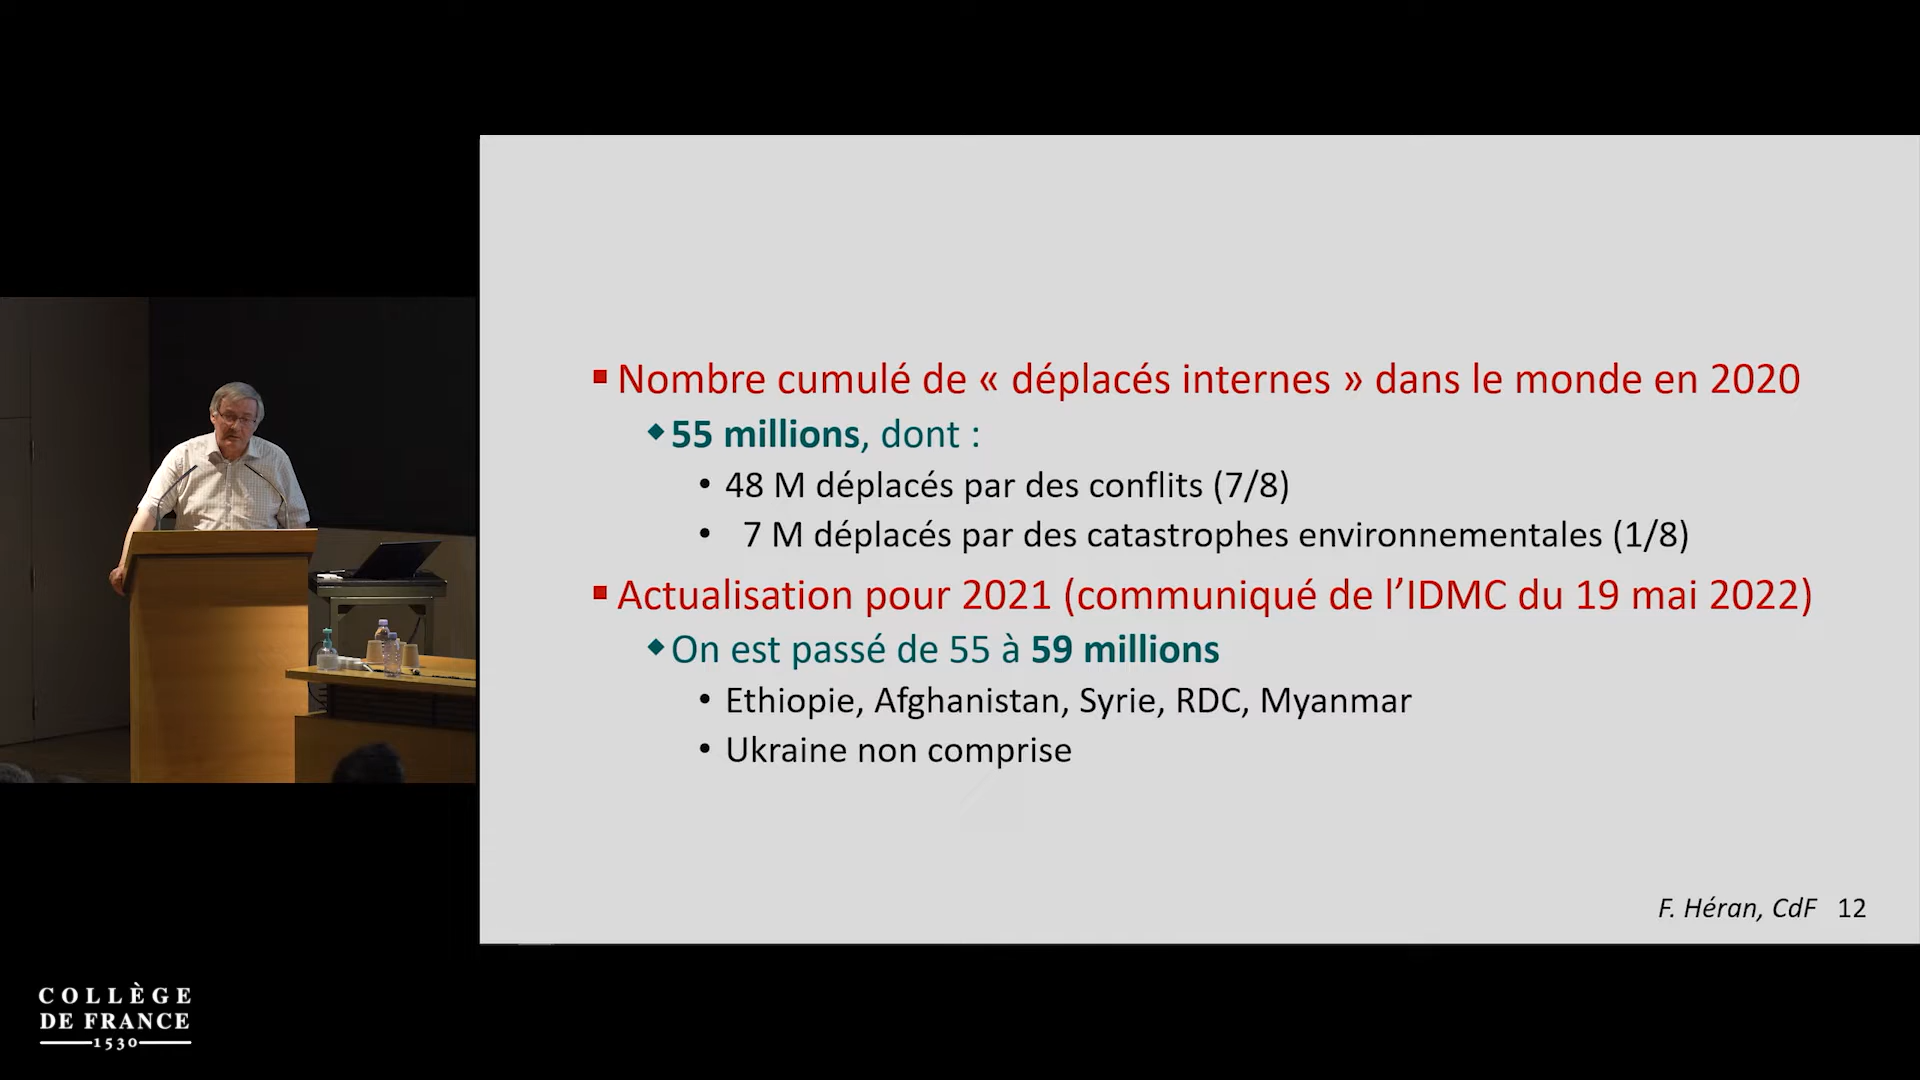 ▪ Nombre cumulé de « déplacés internes » dans le monde en 2020
◆ 55 millions, dont :
• 48 M déplacés par des conflits (7/8)
• 7 M déplacés par des catastrophes environnementales (1/8)
▪ Actualisation pour 2021 (communiqué de l’IDMC du 19 mai 2022)
◆ On est passé de 55 à 59 millions
• Ethiopie, Afghanistan, Syrie, RDC, Myanmar
• Ukraine non comprise
F. Héran, CdF 12
COLLÈGE
DE FRANCE
1530